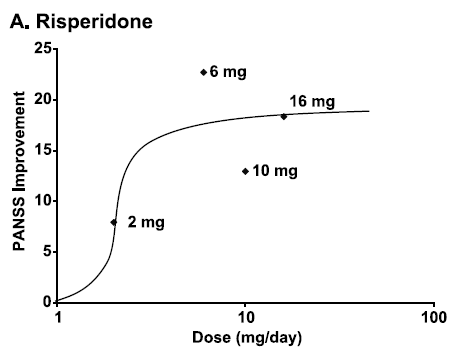 A. Risperidone
25
20
15
10
5
0
PANSS Improvement
6 mg
16 mg
10 mg
2 mg
1
10
100
Dose (mg/day)